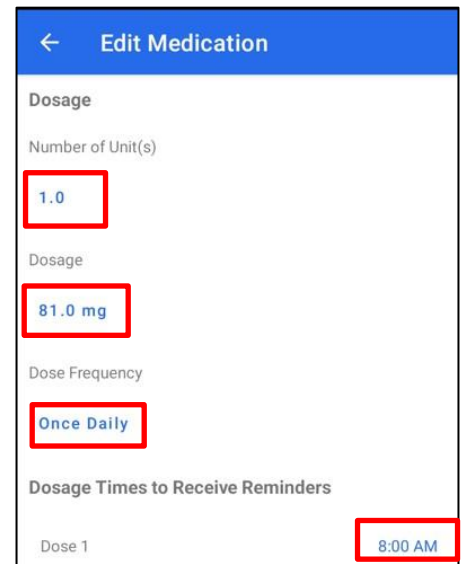 ← Edit Medication
Dosage
Number of Unit(s)
1.0
Dosage
81.0 mg
Dose Frequency
Once Daily
Dosage Times to Receive Reminders
Dose 1 8:00 AM